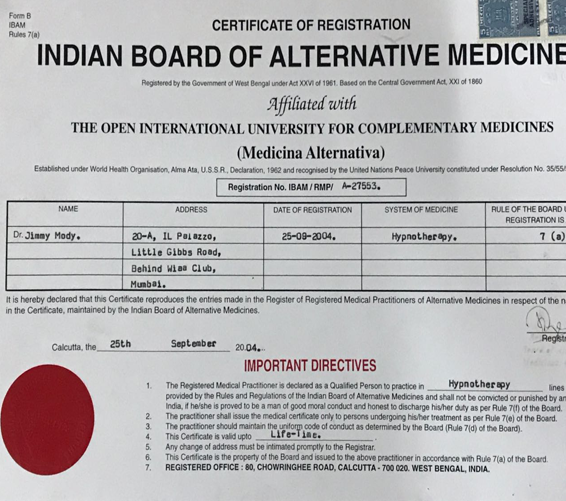 Form B
IBAM
Rules 7(a)
CERTIFICATE OF REGISTRATION
INDIAN BOARD OF ALTERNATIVE MEDICINE
Registered by the Government of West Bengal under Act XXVI of 1961. Based on the Central Government Act, XXI of 1860
Affiliated with
THE OPEN INTERNATIONAL UNIVERSITY FOR COMPLEMENTARY MEDICINES
(Medicina Alternativa)
Established under World Health Organisation, Alma Ata, U.S.S.R., Declaration, 1962 and recognised by the United Nations Peace University constituted under Resolution No. 35/55/
Registration No. IBAM / RMP/ A-27553.
NAME ADDRESS DATE OF REGISTRATION SYSTEM OF MEDICINE RULE OF THE BOARD
REGISTRATION IS
Dr. Jimmy Mody. 20-A, IL Palazzo, 25-09-2004. Hypnotherapy. 7 (a)
Little Gibbs Road,
Behind Wiaa Club,
Mumbai.
It is hereby declared that this Certificate reproduces the entries made in the Register of Registered Medical Practitioners of Alternative Medicines in respect of the
in the Certificate, maintained by the Indian Board of Alternative Medicines.
Registr
Calcutta, the 25th September 2004.
IMPORTANT DIRECTIVES
1. The Registered Medical Practitioner is declared as a Qualified Person to practice in Hypnotherapy lines
provided by the Rules and Regulations of the Indian Board of Alternative Medicines and shall not be convicted or punished by
India, if he/she is proved to be a man of good moral conduct and honest to discharge his/her duty as per Rule 7(f) of the Board.
2. The practitioner shall issue the medical certificate only to persons undergoing his/her treatment as per Rule 7(e) of the Board.
3. The practitioner should maintain the uniform code of conduct as determined by the Board (Rule 7(d) of the Board).
4. This Certificate is valid upto Life-Time.
5. Any change of address must be intimated promptly to the Registrar.
6. This Certificate is the property of the Board and issued to the above practitioner in accordance with Rule 7(a) of the Board.
7. REGISTERED OFFICE : 80, CHOWRINGHEE ROAD, CALCUTTA - 700 020. WEST BENGAL, INDIA.